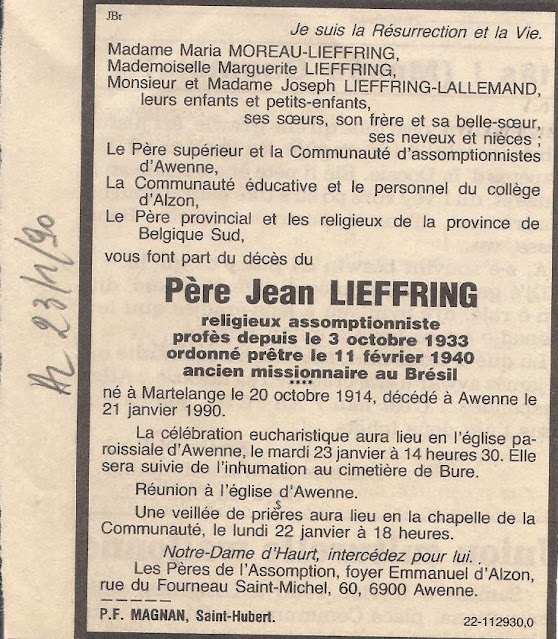 JBr
Je suis la Résurrection et la Vie.
Madame Maria MOREAU-LIEFFRING,
Mademoiselle Marguerite LIEFFRING,
Monsieur et Madame Joseph LIEFFRING-LALLEMAND,
leurs enfants et petits-enfants,
ses sœurs, son frère et sa belle-sœur,
ses neveux et nièces ;
Le Père supérieur et la Communauté d'assomptionnistes
d'Awenne,
La Communauté éducative et le personnel du collège
d'Alzon,
Le Père provincial et les religieux de la province de
Belgique Sud,
vous font part du décès du
Père Jean LIEFFRING
religieux assomptionniste
profès depuis le 3 octobre 1933
ordonné prêtre le 11 février 1940
ancien missionnaire au Brésil
****
né à Martelange le 20 octobre 1914, décédé à Awenne le
21 janvier 1990.
La célébration eucharistique aura lieu en l'église pa-
roissiale d'Awenne, le mardi 23 janvier à 14 heures 30. Elle
sera suivie de l'inhumation au cimetière de Bure.
Réunion à l'église d'Awenne.
Une veillée de prières aura lieu en la chapelle de la
Communauté, le lundi 22 janvier à 18 heures.
Notre-Dame d'Haurt, intercédez pour lui.
Les Pères de l'Assomption, foyer Emmanuel d'Alzon,
rue du Fourneau Saint-Michel, 60, 6900 Awenne.
P.F. MAGNAN, Saint-Hubert.
22-112930,0
23/1/90